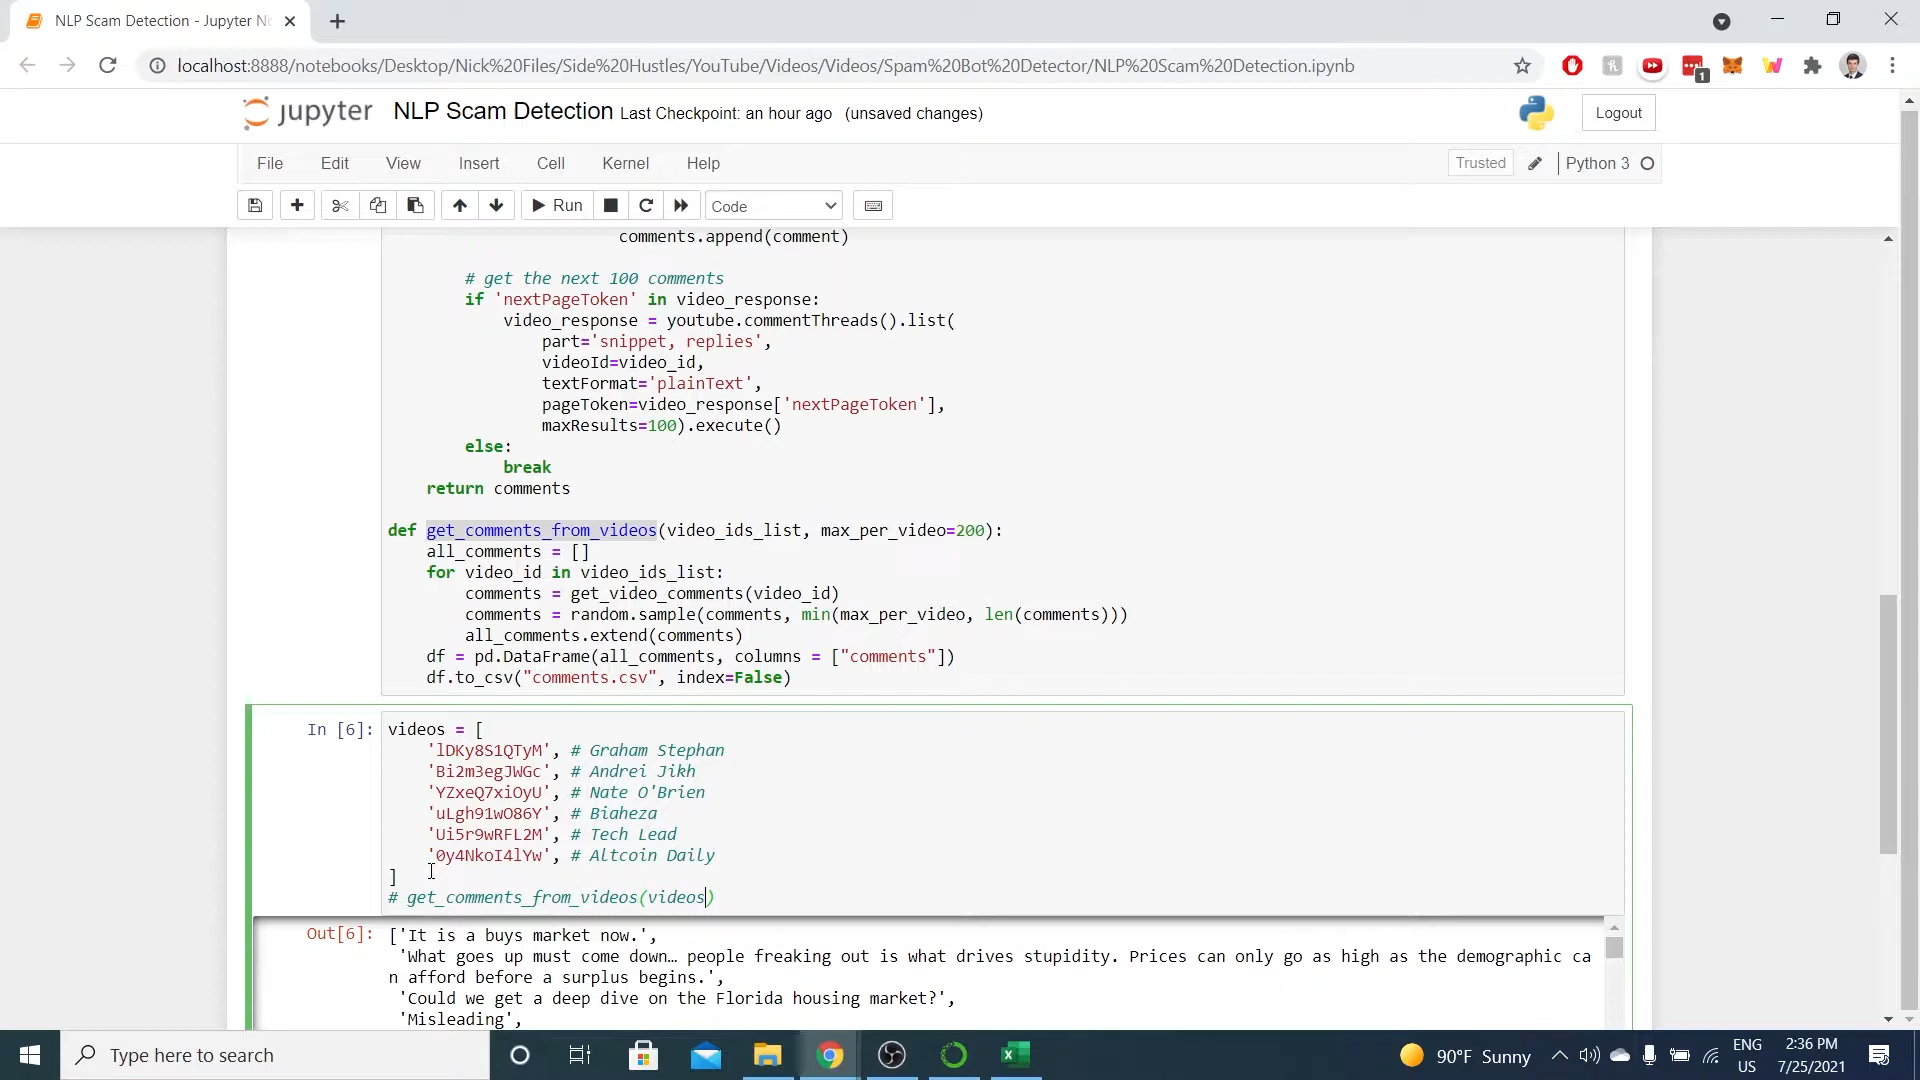 NLP Scam Detection - Jupyter No
localhost:8888/notebooks/Desktop/Nick%20Files/Side%20Hustles/YouTube/Videos/Videos/Spam%20Bot%20Detector/NLP%20Scam%20Detection.ipynb
1
jupyter NLP Scam Detection Last Checkpoint: an hour ago (unsaved changes)
Logout
File Edit View Insert Cell Kernel Help
Trusted Python 3
Run Code
comments.append(comment)
# get the next 100 comments
if 'nextPageToken' in video_response:
video_response = youtube.commentThreads().list(
part='snippet, replies',
videoId=video_id,
textFormat='plainText',
pageToken=video_response['nextPageToken'],
maxResults=100).execute()
else:
break
return comments
def get_comments_from_videos(video_ids_list, max_per_video=200):
all_comments = []
for video_id in video_ids_list:
comments = get_video_comments(video_id)
comments = random.sample(comments, min(max_per_video, len(comments)))
all_comments.extend(comments)
df = pd.DataFrame(all_comments, columns = ["comments"])
df.to_csv("comments.csv", index=False)
In [6]: videos = [
'lDKy8S1QTyM', # Graham Stephan
'Bi2m3egJWGc', # Andrei Jikh
'YZxeQ7xiOyU', # Nate O'Brien
'uLgh91wO86Y', # Biaheza
'Ui5r9wRFL2M', # Tech Lead
'0y4NkoI4lYw', # Altcoin Daily
]
# get_comments_from_videos(videos)
Out[6]: ['It is a buys market now.',
'What goes up must come down… people freaking out is what drives stupidity. Prices can only go as high as the demographic ca
n afford before a surplus begins.',
'Could we get a deep dive on the Florida housing market?',
'Misleading',
Type here to search
90°F Sunny
ENG
US
2:36 PM
7/25/2021